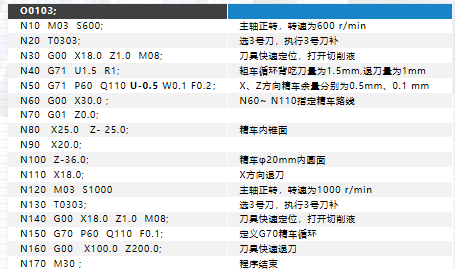 O0103;
N10 M03 S600; 主轴正转，转速为600 r/min
N20 T0303; 选3号刀，执行3号刀补
N30 G00 X18.0 Z1.0 M08; 刀具快速定位，打开切削液
N40 G71 U1.5 R1; 粗车循环背吃刀量为1.5mm,退刀量为1mm
N50 G71 P60 Q110 U-0.5 W0.1 F0.2; X、Z方向精车余量分别为0.5mm、0.1 mm
N60 G00 X30.0 ; N60~ N110指定精车路线
N70 G01 Z0.0;
N80 X25.0 Z- 25.0; 精车内锥面
N90 X20.0;
N100 Z-36.0; 精车φ20mm内圆面
N110 X18.0; X方向退刀
N120 M03 S1000 主轴正转，转速为1000 r/min
N130 T0303; 选3号刀，执行3号刀补
N140 G00 X18.0 Z1.0 M08; 刀具快速定位，打开切削液
N150 G70 P60 Q110 F0.1; 定义G70精车循环
N160 G00 X100.0 Z200.0; 刀具快速退刀
N170 M30 ; 程序结束